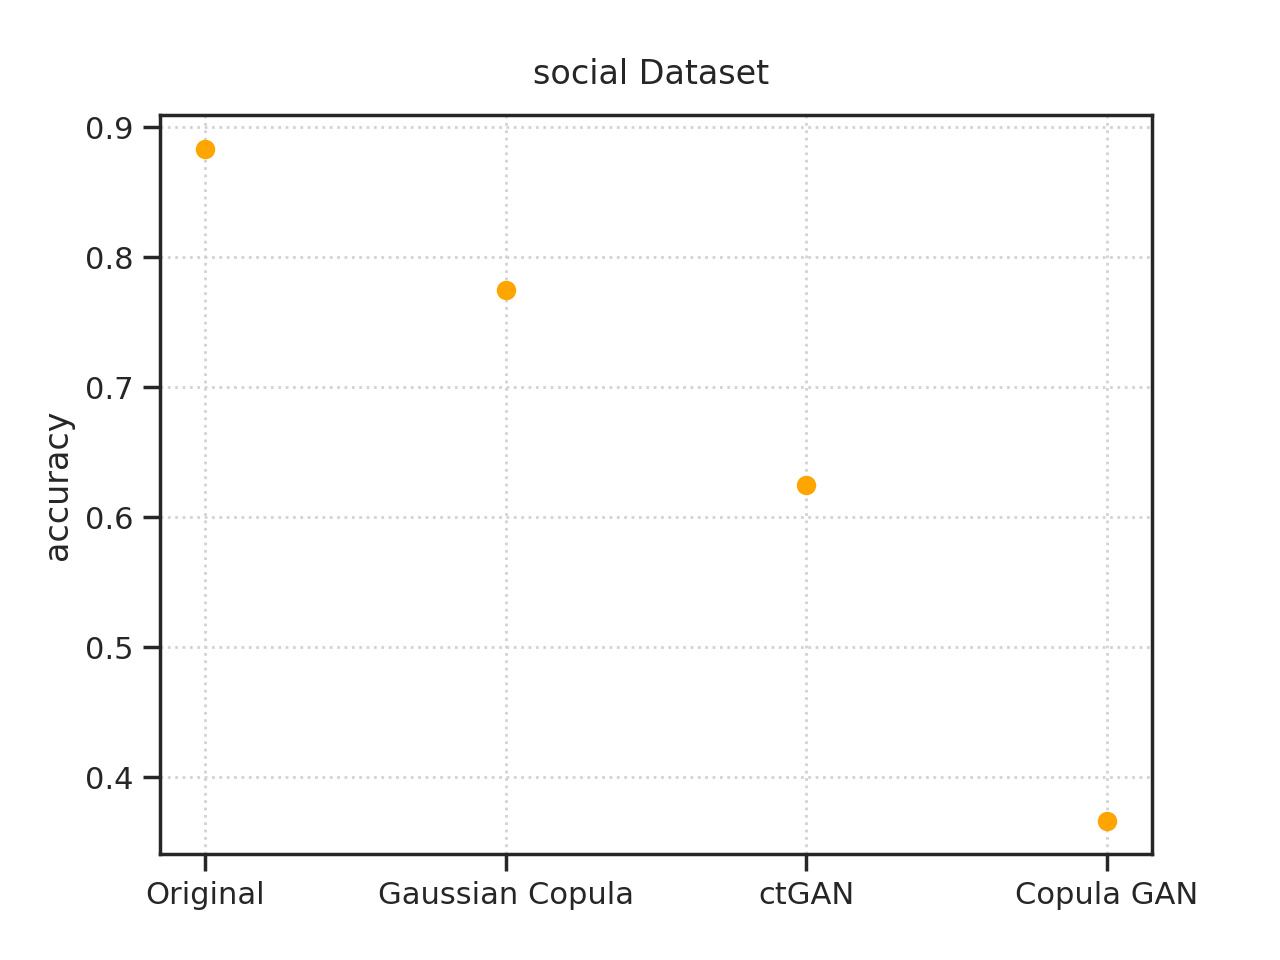 social Dataset
0.9
0.8
0.7
0.6
0.5
0.4
accuracy
Original
Gaussian Copula
ctGAN
Copula GAN